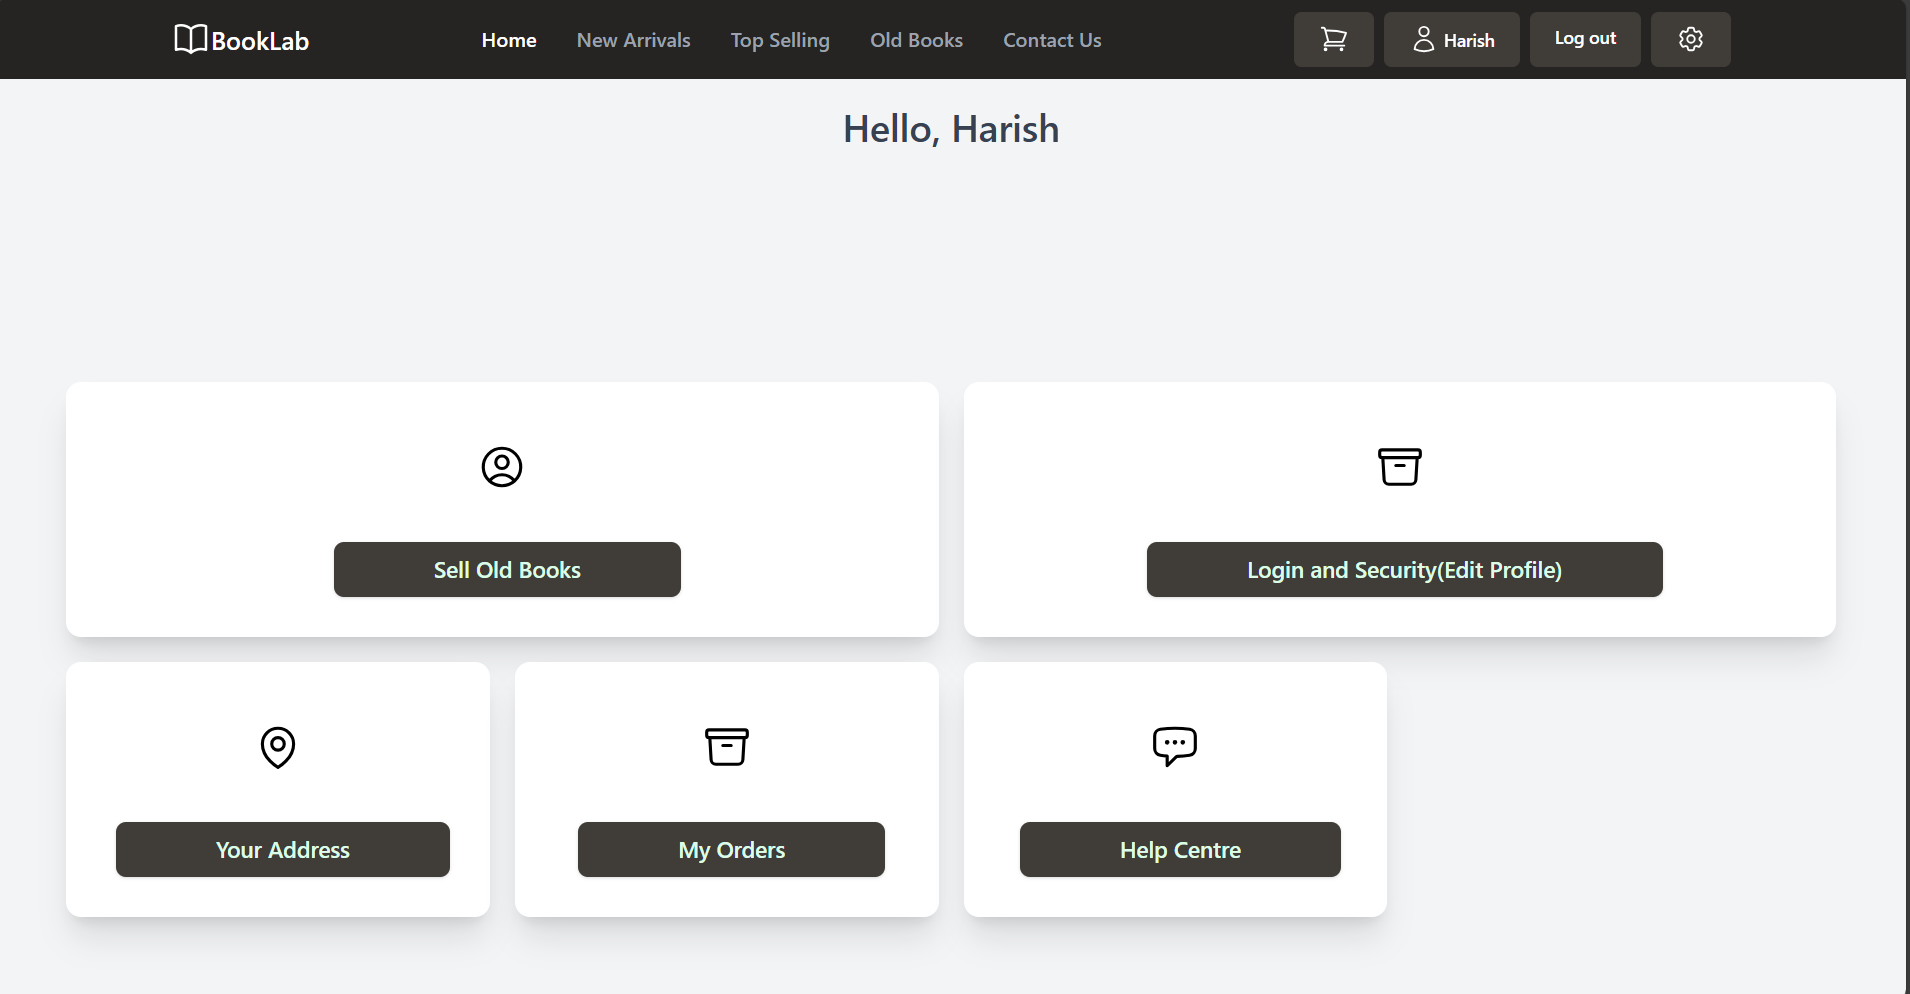 BookLab
Home
New Arrivals
Top Selling
Old Books
Contact Us
Harish
Log out
Hello, Harish
Sell Old Books
Login and Security(Edit Profile)
Your Address
My Orders
Help Centre